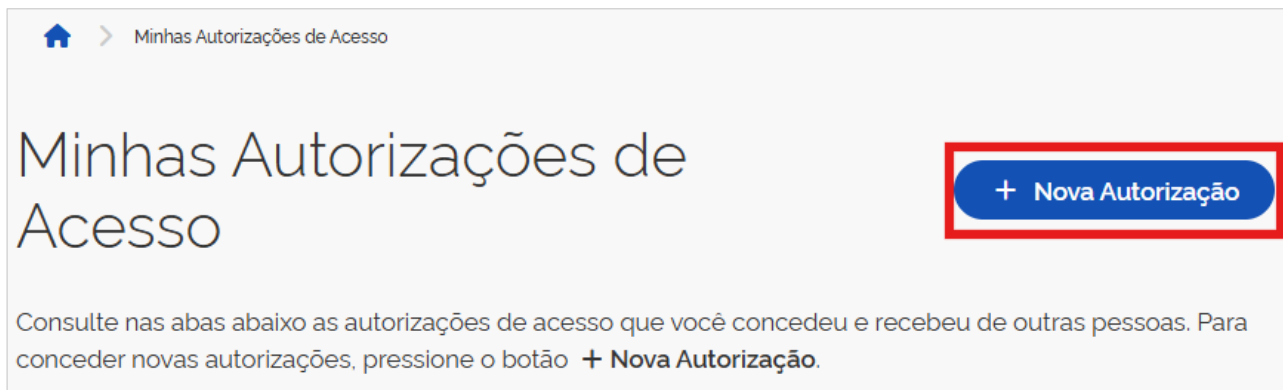 Minhas Autorizações de Acesso
Minhas Autorizações de
Acesso
+ Nova Autorização
Consulte nas abas abaixo as autorizações de acesso que você concedeu e recebeu de outras pessoas. Para
conceder novas autorizações, pressione o botão + Nova Autorização.